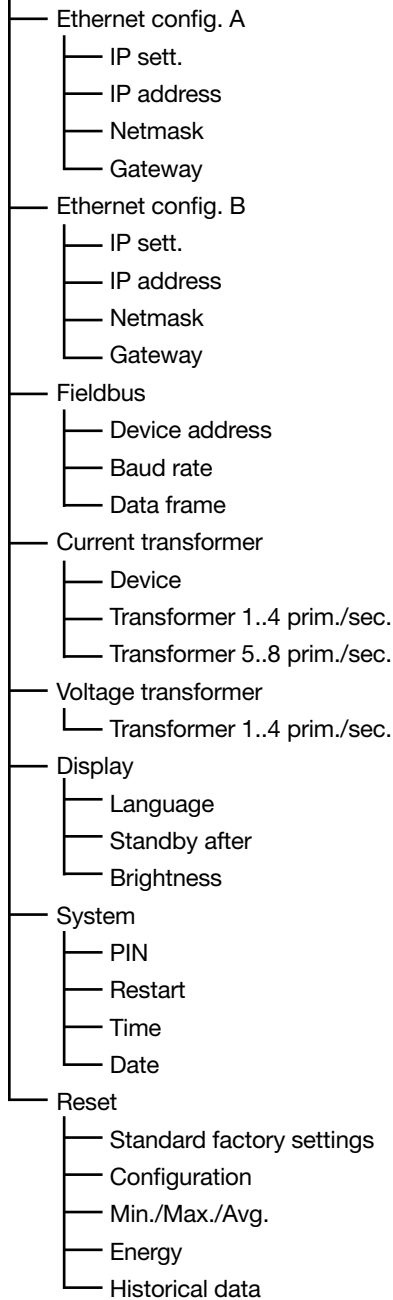 Ethernet config. A
IP sett.
IP address
Netmask
Gateway
Ethernet config. B
IP sett.
IP address
Netmask
Gateway
Fieldbus
Device address
Baud rate
Data frame
Current transformer
Device
Transformer 1..4 prim./sec.
Transformer 5..8 prim./sec.
Voltage transformer
Transformer 1..4 prim./sec.
Display
Language
Standby after
Brightness
System
PIN
Restart
Time
Date
Reset
Standard factory settings
Configuration
Min./Max./Avg.
Energy
Historical data